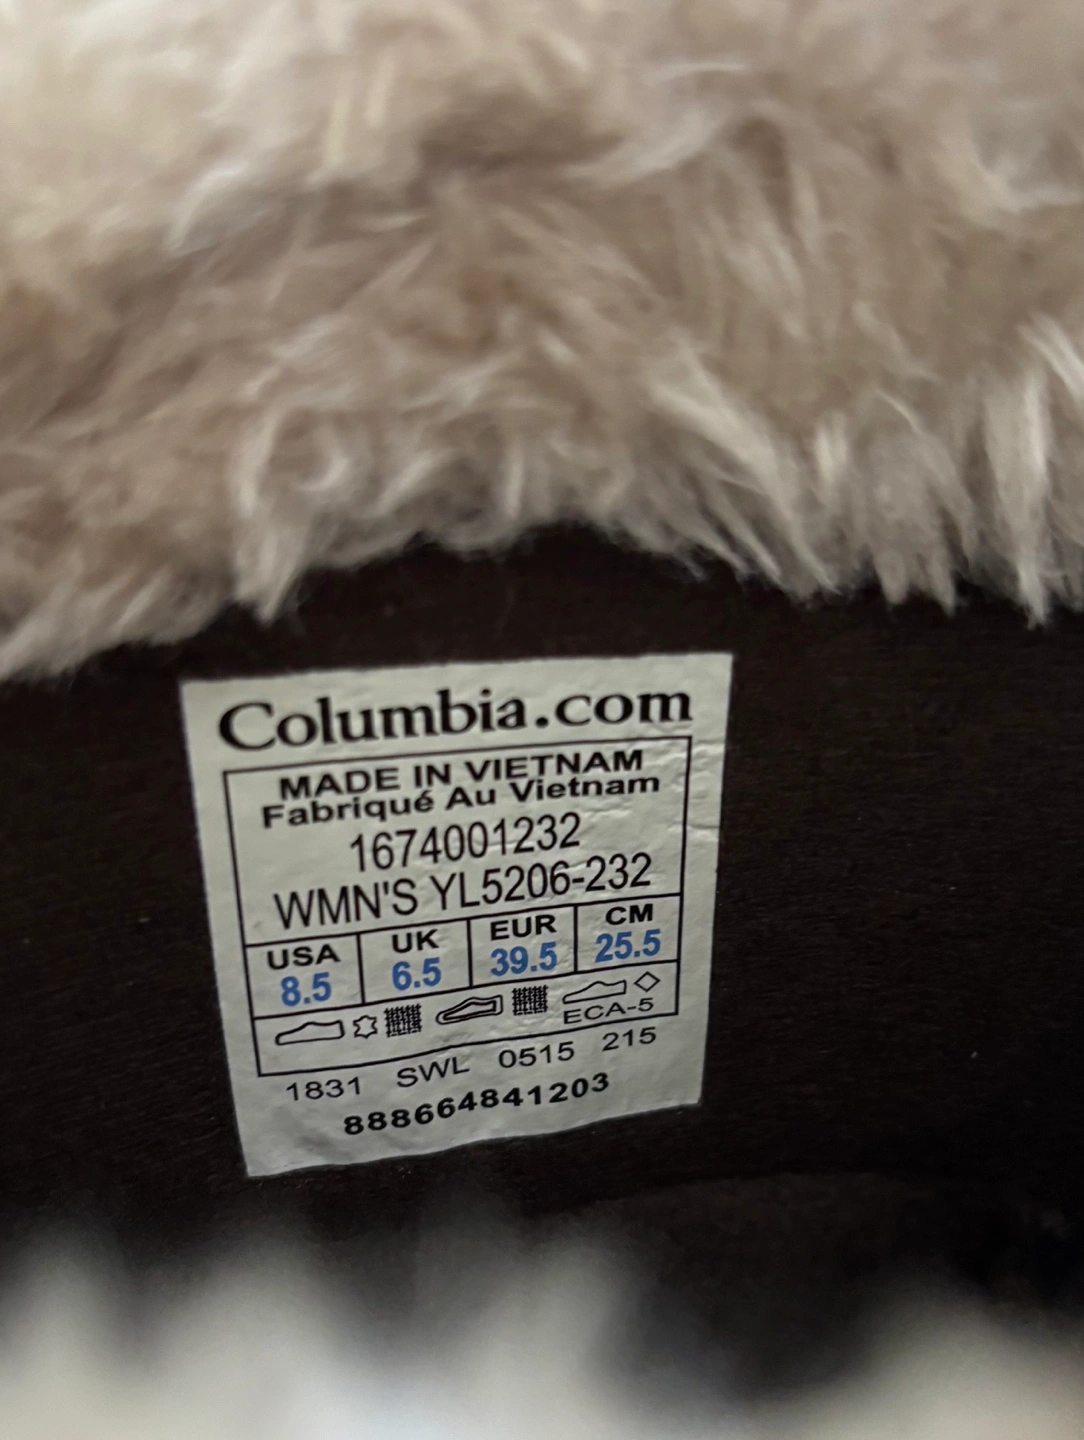 Columbia.com
MADE IN VIETNAM
Fabriqué Au Vietnam
1674001232
WMN'S YL5206-232
USA UK EUR CM
8.5 6.5 39.5 25.5
ECA-5
1831 SWL 0515 215
888664841203